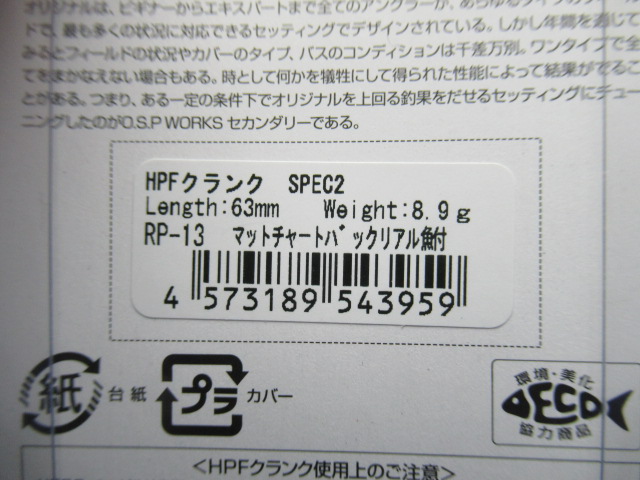 オリジナルは、ビギナーからエキスパートまで全てのアングラーが、あらゆるタイプの
ドで、最も多くの状況に対応できるセッティングでデザインされている。しかし年間を通じて
みるとフィールドの状況やカバーのタイプ、バスのコンディションは千差万別。ワンタイプで全
てをまかなえない場合もある。時として何かを犠牲にして得られた性能によって結果がでるこ
とがある。つまり、ある一定の条件下でオリジナルを上回る釣果をだせるセッティングにチュー
ニングしたのがO.S.P WORKS セカンダリーである。
HPFクランク SPEC2
Length:63mm Weight:8.9g
RP-13 マットチャートバックリアル魚付
4 573189 543959
紙 台紙 プラ カバー
環境・美化
ECO
協力商品
<HPFクランク使用上のご注意>